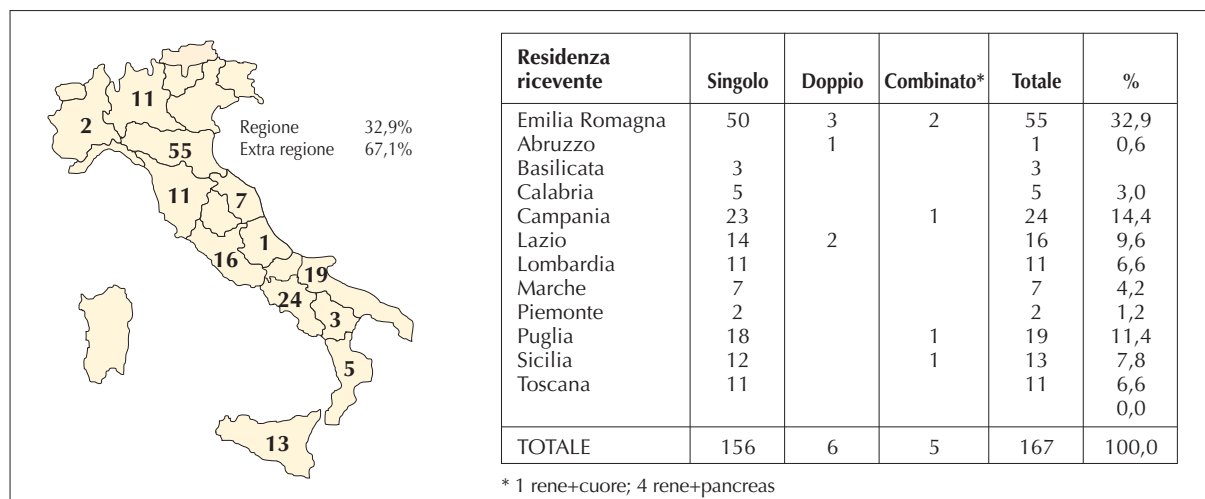 11
2
Regione 32,9%
Extra regione 67,1%
55
11
7
1
16
19
24
3
5
13
Residenza
ricevente Singolo Doppio Combinato* Totale %
Emilia Romagna 50 3 2 55 32,9
Abruzzo 1 1 0,6
Basilicata 3 3
Calabria 5 5 3,0
Campania 23 1 24 14,4
Lazio 14 2 16 9,6
Lombardia 11 11 6,6
Marche 7 7 4,2
Piemonte 2 2 1,2
Puglia 18 1 19 11,4
Sicilia 12 1 13 7,8
Toscana 11 11 6,6
0,0
TOTALE 156 6 5 167 100,0
* 1 rene+cuore; 4 rene+pancreas